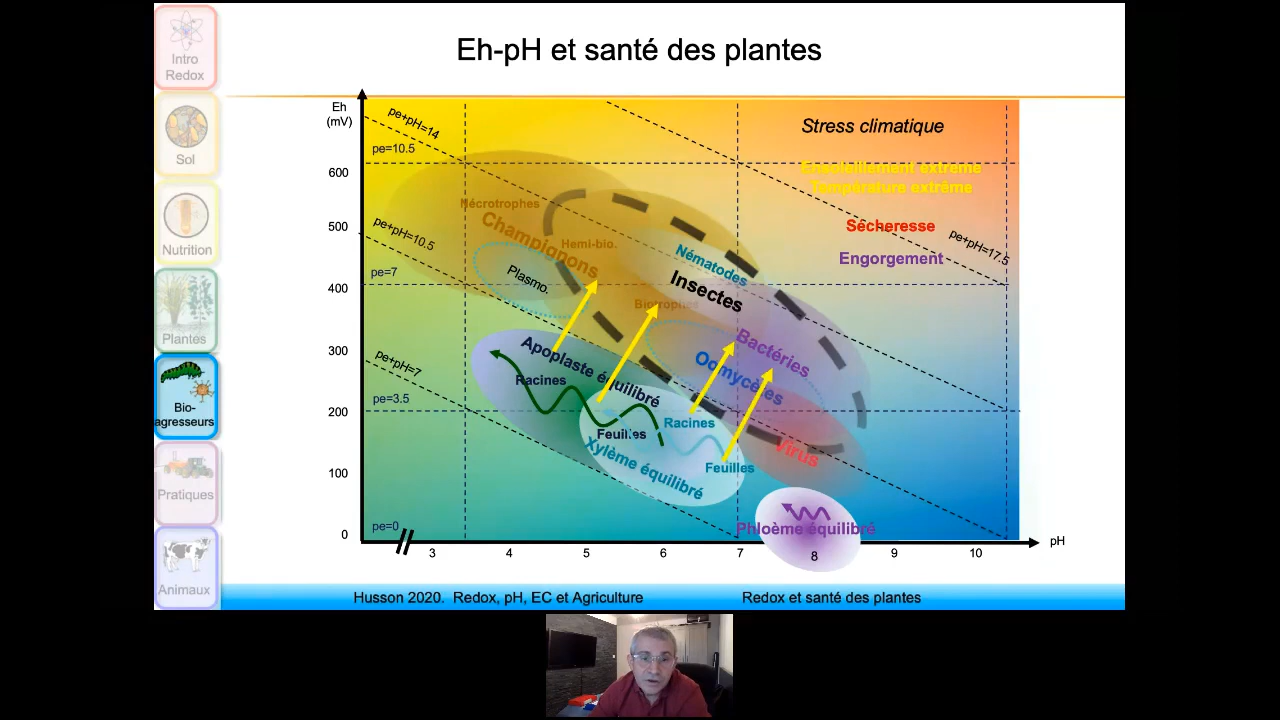 Eh-pH et santé des plantes
Intro
Redox
Sol
Nutrition
Plantes
Bio-
agresseurs
Pratiques
Animaux
Eh
(mV)
600
500
400
300
200
100
0
pe+pH=14
pe=10.5
pe+pH=10.5
pe=7
pe+pH=7
pe=3.5
pe=0
pe+pH=17.5
Stress climatique
Ensoleillement extrême
Température extrême
Sécheresse
Engorgement
Nécrotrophes
Champignons
Hemi-bio.
Plasmo.
Nématodes
Insectes
Biotrophes
Bactéries
Oomycètes
Apoplaste équilibré
Racines
Feuilles
Racines
Xylème équilibré
Feuilles
Virus
Phloème équilibré
3
4
5
6
7
8
9
10
pH
Husson 2020. Redox, pH, EC et Agriculture
Redox et santé des plantes